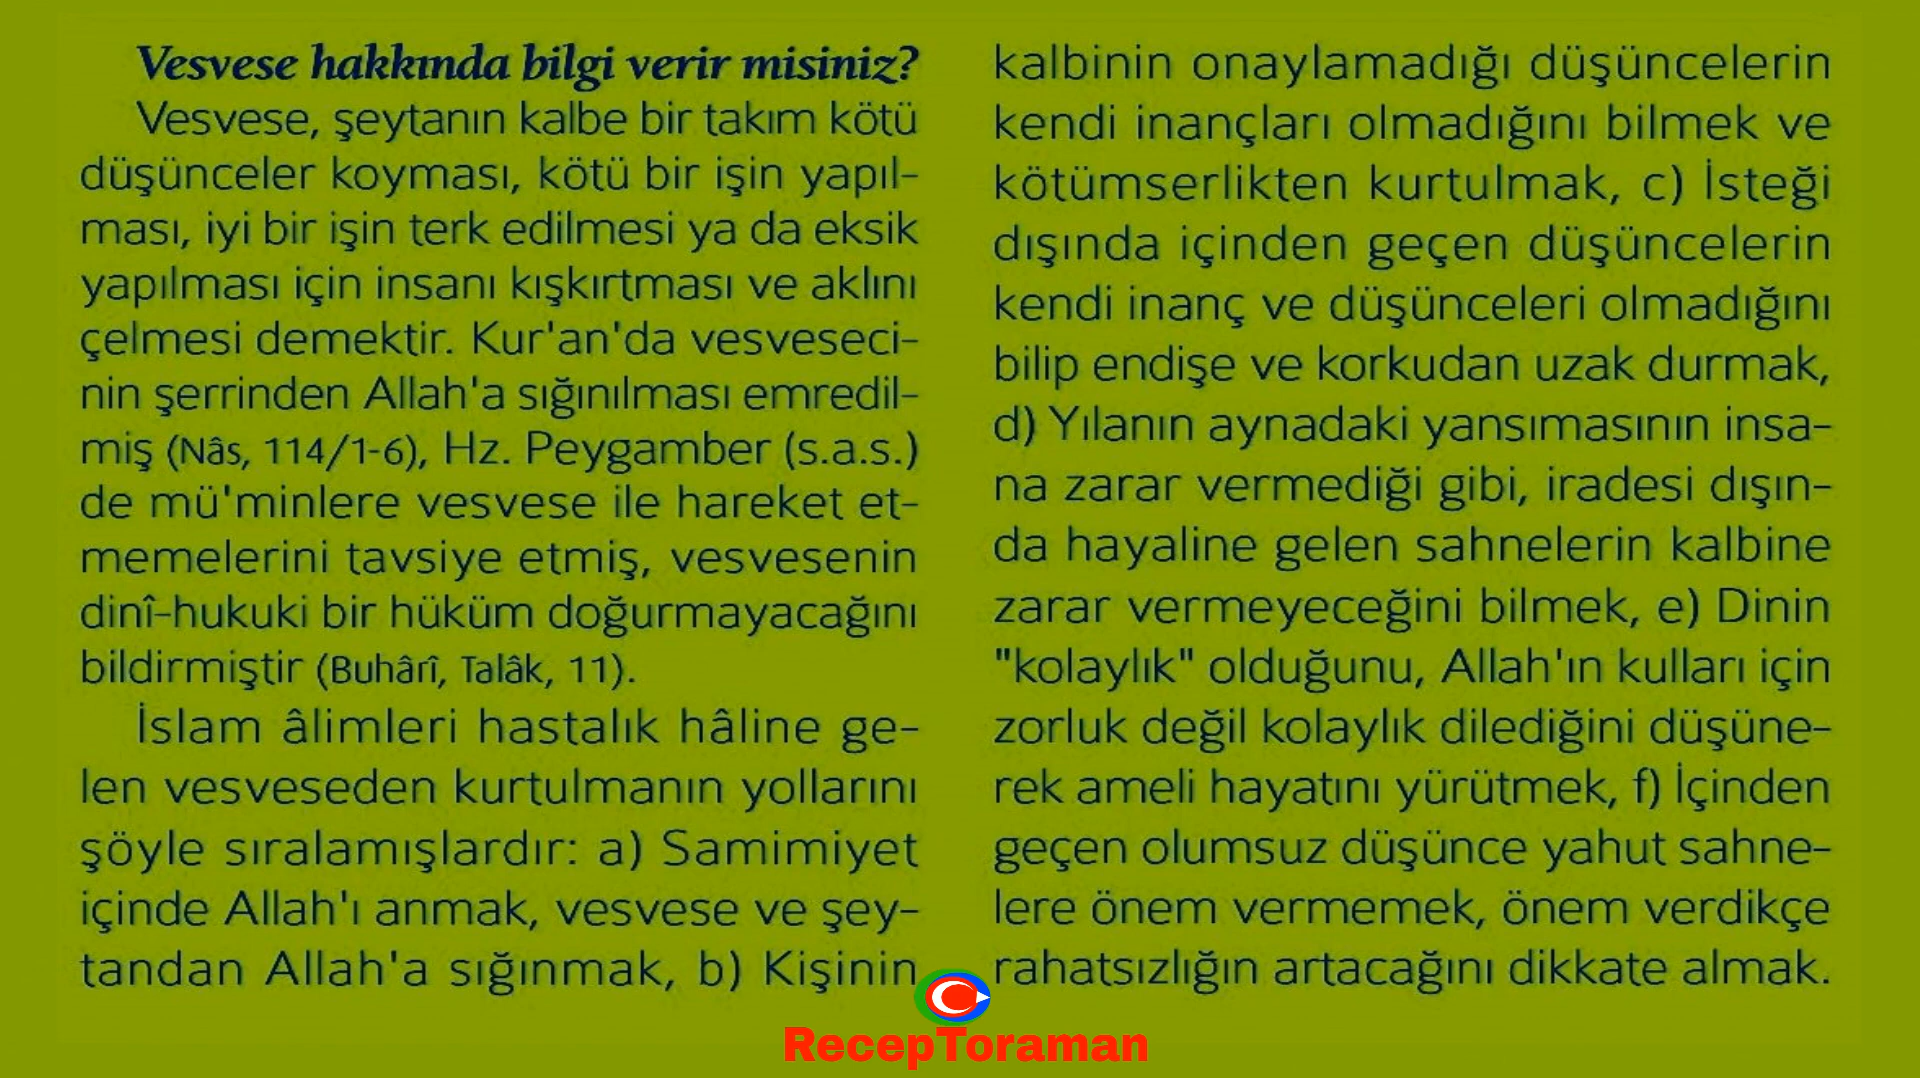 Vesvese hakkında bilgi verir misiniz?
Vesvese, şeytanın kalbe bir takım kötü
düşünceler koyması, kötü bir işin yapıl-
ması, iyi bir işin terk edilmesi ya da eksik
yapılması için insanı kışkırtması ve aklını
çelmesi demektir. Kur'an'da vesveseci-
nin şerrinden Allah'a sığınılması emredil-
miş (Nâs, 114/1-6), Hz. Peygamber (s.a.s.)
de mü'minlere vesvese ile hareket et-
memelerini tavsiye etmiş, vesvesenin
dinî-hukuki bir hüküm doğurmayacağını
bildirmiştir (Buhârî, Talâk, 11).
İslam âlimleri hastalık hâline ge-
len vesveseden kurtulmanın yollarını
şöyle sıralamışlardır: a) Samimiyet
içinde Allah'ı anmak, vesvese ve şey-
tandan Allah'a sığınmak, b) Kişinin
kalbinin onaylamadığı düşüncelerin
kendi inançları olmadığını bilmek ve
kötümserlikten kurtulmak, c) İsteği
dışında içinden geçen düşüncelerin
kendi inanç ve düşünceleri olmadığını
bilip endişe ve korkudan uzak durmak,
d) Yılanın aynadaki yansımasının insa-
na zarar vermediği gibi, iradesi dışın-
da hayaline gelen sahnelerin kalbine
zarar vermeyeceğini bilmek, e) Dinin
"kolaylık" olduğunu, Allah'ın kulları için
zorluk değil kolaylık dilediğini düşüne-
rek ameli hayatını yürütmek, f) İçinden
geçen olumsuz düşünce yahut sahne-
lere önem vermemek, önem verdikçe
rahatsızlığın artacağını dikkate almak.
RecepToraman